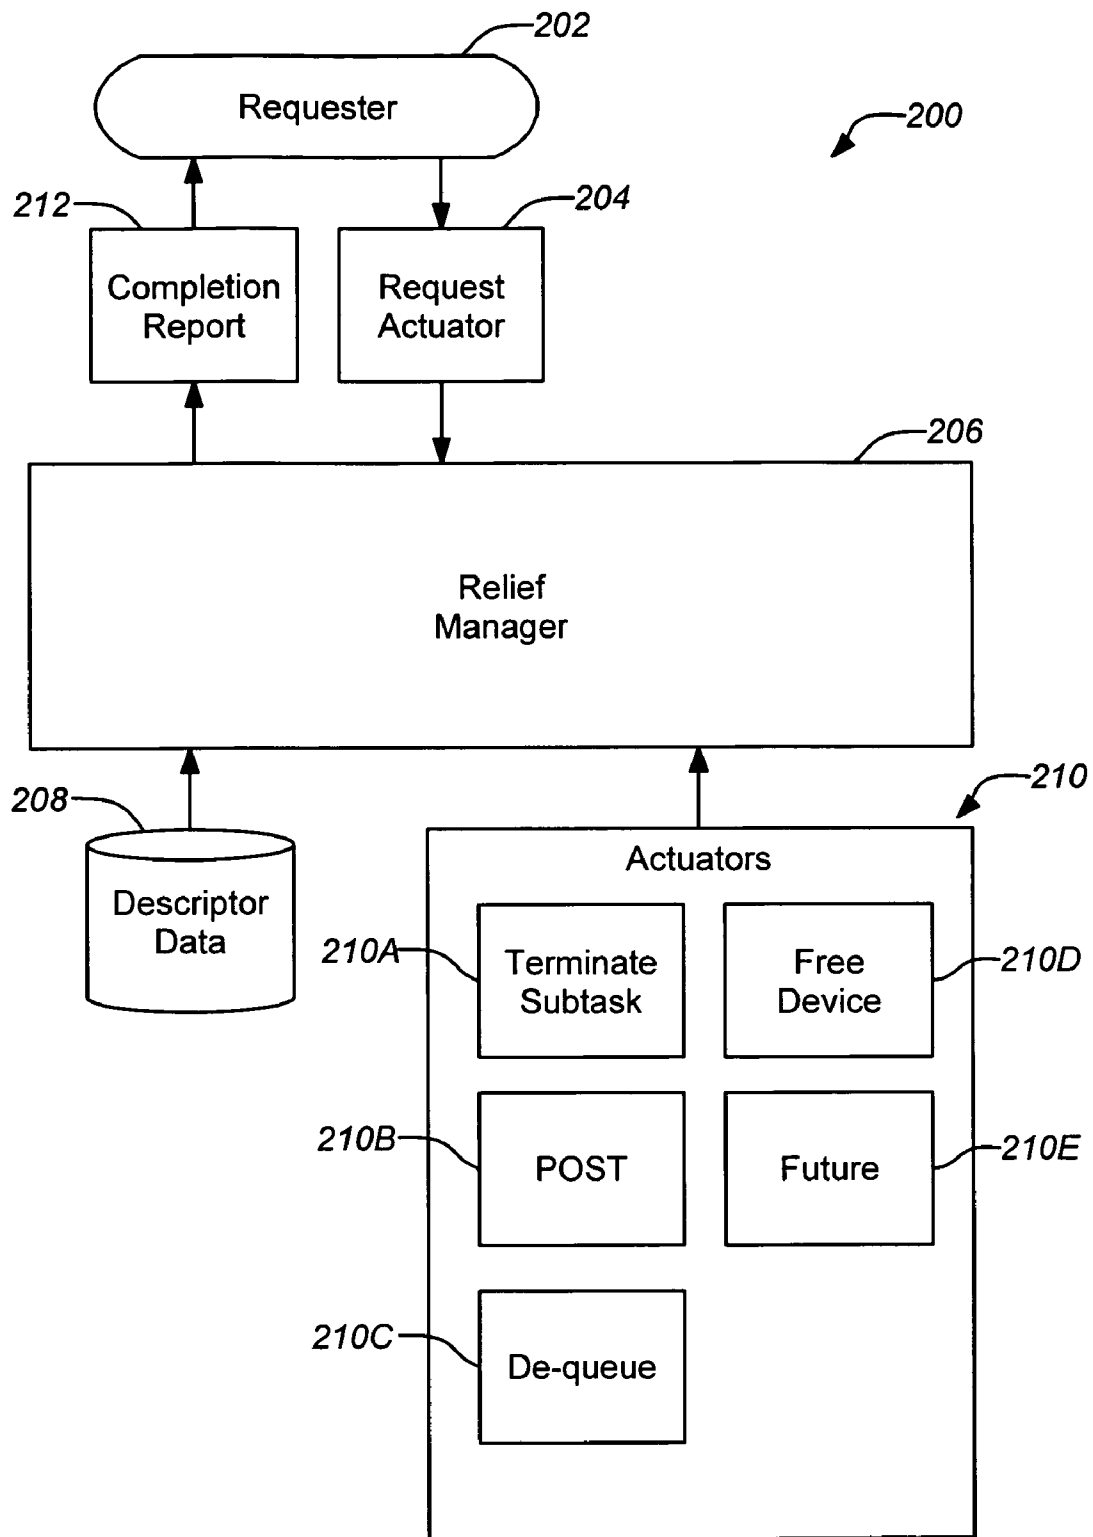 202
Requester
200
212
204
Completion
Report
Request
Actuator
206
Relief
Manager
208
210
Descriptor
Data
Actuators
210A
Terminate
Subtask
Free
Device
210D
210B
POST
Future
210E
210C
De-queue